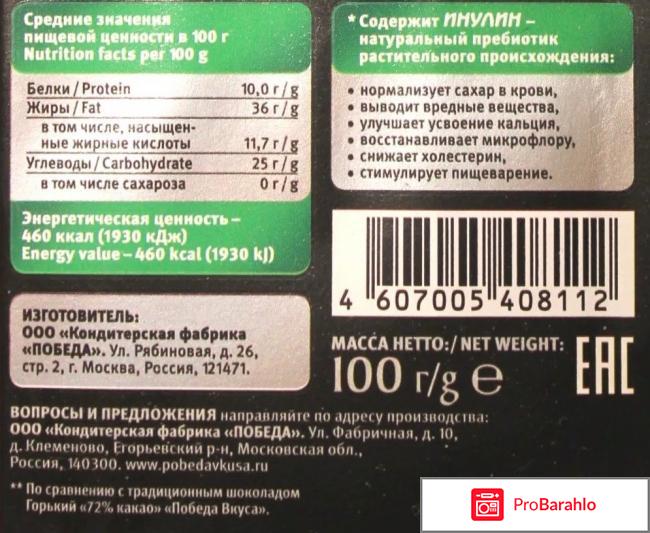 Средние значения
пищевой ценности в 100 г
Nutrition facts per 100 g
Белки / Protein 10,0 г/g
Жиры / Fat 36 г/g
в том числе, насыщен-
ные жирные кислоты 11,7 г/g
Углеводы / Carbohydrate 25 г/g
в том числе сахароза 0 г/g
Энергетическая ценность –
460 ккал (1930 кДж)
Energy value – 460 kcal (1930 kJ)
* Содержит ИНУЛИН –
натуральный пребиотик
растительного происхождения:
• нормализует сахар в крови,
• выводит вредные вещества,
• улучшает усвоение кальция,
• восстанавливает микрофлору,
• снижает холестерин,
• стимулирует пищеварение.
4 607005 408112
ИЗГОТОВИТЕЛЬ:
ООО «Кондитерская фабрика
«ПОБЕДА». Ул. Рябиновая, д. 26,
стр. 2, г. Москва, Россия, 121471.
МАССА НЕТТО:/ NET WEIGHT:
100 г/g e
EAC
ВОПРОСЫ И ПРЕДЛОЖЕНИЯ направляйте по адресу производства:
ООО «Кондитерская фабрика «ПОБЕДА». Ул. Фабричная, д. 10,
д. Клеменово, Егорьевский р-н, Московская обл.,
Россия, 140300. www.pobedavkusa.ru
** По сравнению с традиционным шоколадом
Горький «72% какао» «Победа Вкуса».
ProBarahlo